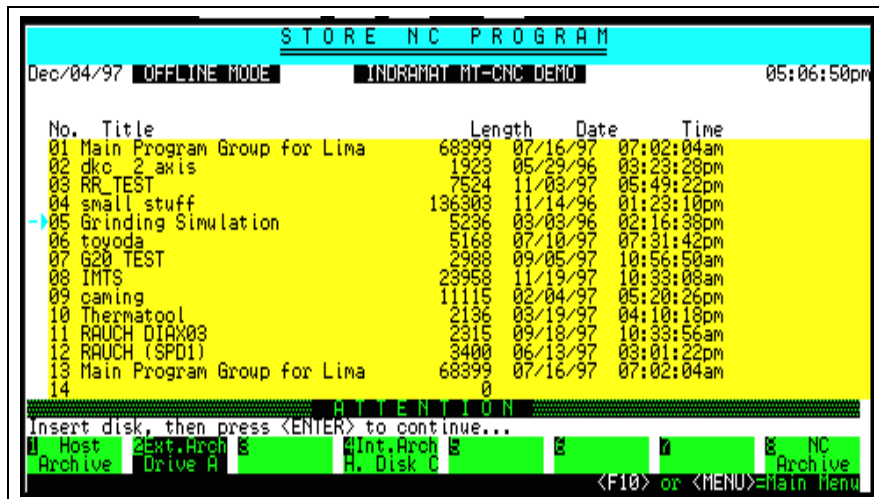 STORE NC PROGRAM
Dec/04/97 OFFLINE MODE INDRAMAT MT-CNC DEMO 05:06:50pm
No. Title Length Date Time
01 Main Program Group for Lima 68399 07/16/97 07:02:04am
02 dkc_2_axis 1923 05/29/96 03:23:28pm
03 RR_TEST 7524 11/03/97 05:49:22pm
04 small stuff 136303 11/14/96 01:23:10pm
05 Grinding Simulation 5236 03/03/96 02:16:38pm
06 toyoda 5168 07/10/97 07:31:42pm
07 G20 TEST 2988 09/05/97 10:56:50am
08 IMTS 23958 11/19/97 10:33:08am
09 caming 11115 02/04/97 05:20:26pm
10 Thermatool 2136 03/19/97 04:10:18pm
11 RAUCH DIAX03 2315 09/18/97 10:33:56am
12 RAUCH (SPD1) 3400 06/13/97 03:01:22pm
13 Main Program Group for Lima 68399 07/16/97 07:02:04am
14 0
ATTENTION
Insert disk, then press <ENTER> to continue...
1 Host 2Ext.Arch 3 4Int.Arch 5 6 7 8 NC
Archive Drive A H. Disk C Archive
<F10> or <MENU>=Main Menu